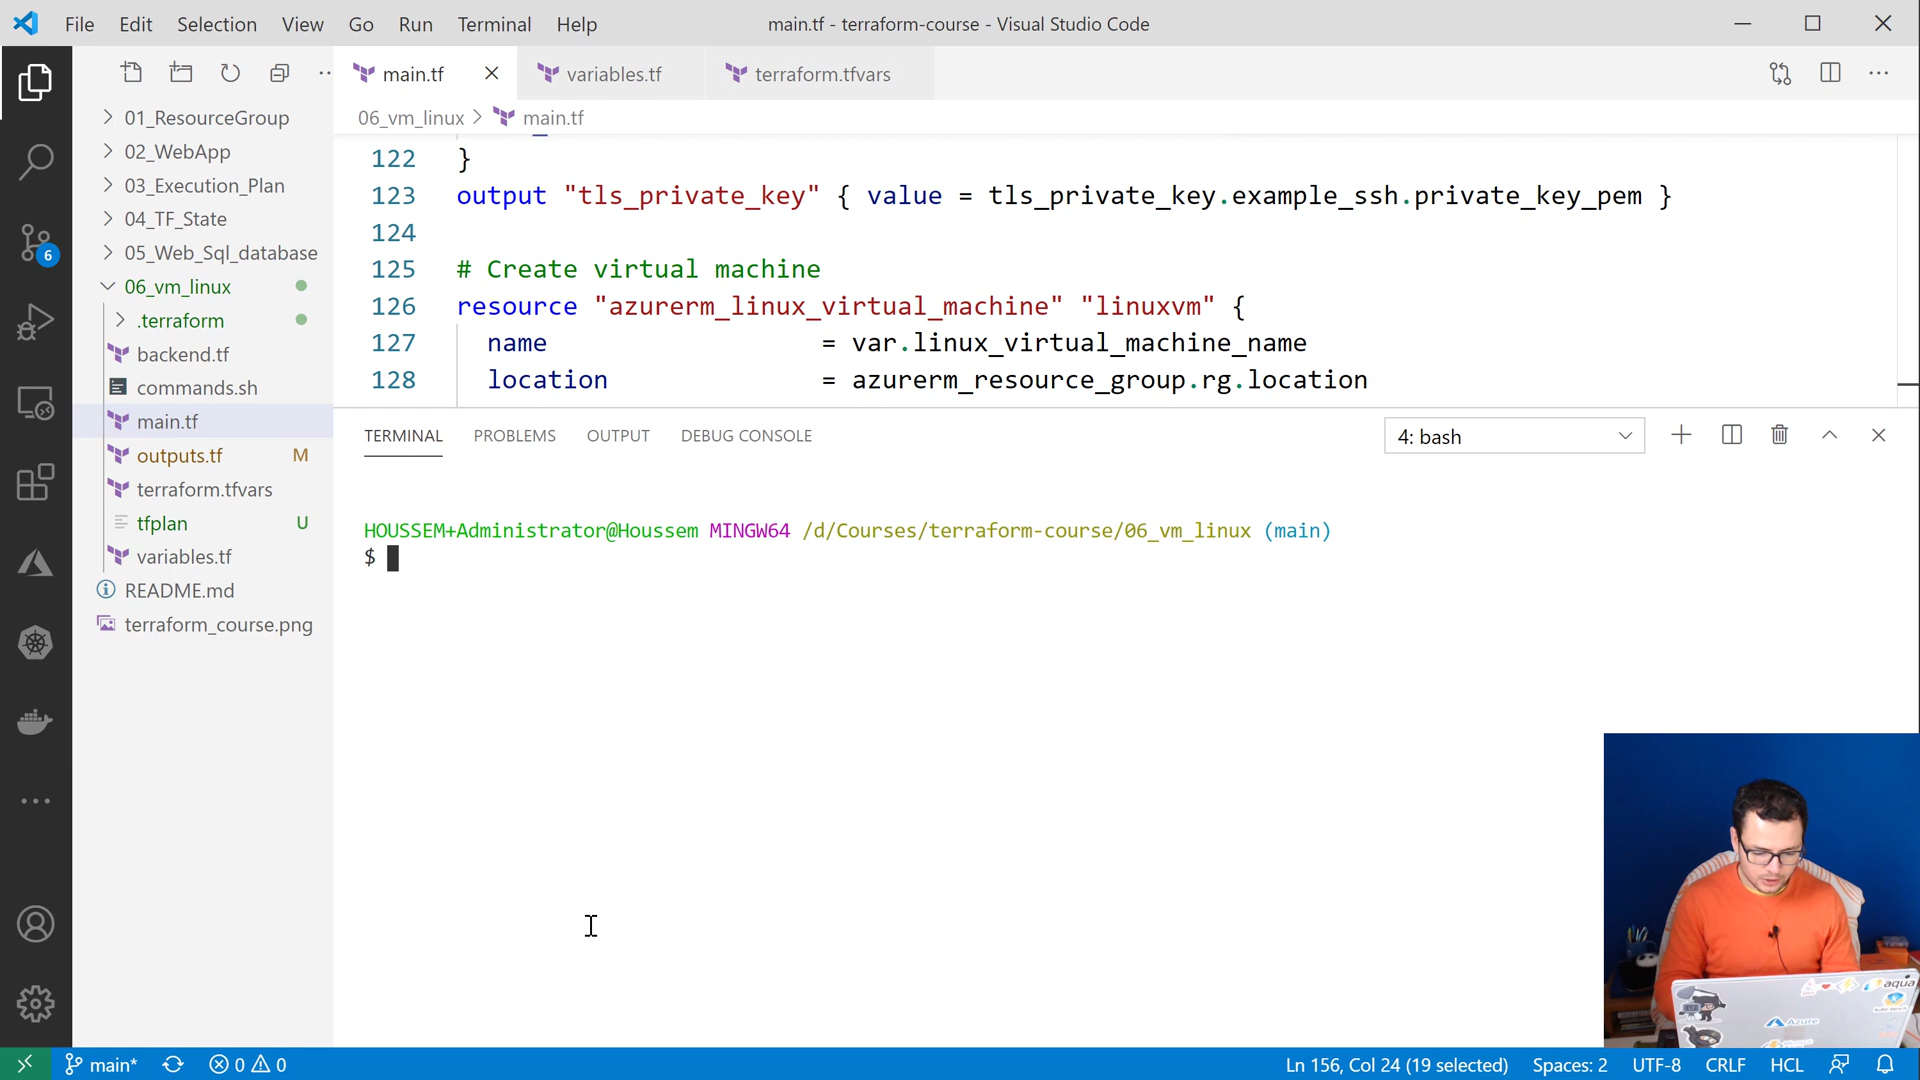 File Edit Selection View Go Run Terminal Help
main.tf - terraform-course - Visual Studio Code
main.tf
variables.tf
terraform.tfvars
06_vm_linux > main.tf
01_ResourceGroup
02_WebApp
03_Execution_Plan
04_TF_State
05_Web_Sql_database
06_vm_linux
.terraform
backend.tf
commands.sh
main.tf
outputs.tf M
terraform.tfvars
tfplan U
variables.tf
README.md
terraform_course.png
6
122 }
123 output "tls_private_key" { value = tls_private_key.example_ssh.private_key_pem }
124
125 # Create virtual machine
126 resource "azurerm_linux_virtual_machine" "linuxvm" {
127 name = var.linux_virtual_machine_name
128 location = azurerm_resource_group.rg.location
TERMINAL PROBLEMS OUTPUT DEBUG CONSOLE
4: bash
HOUSSEM+Administrator@Houssem MINGW64 /d/Courses/terraform-course/06_vm_linux (main)
$
aqua
Azure
main* 0 0
Ln 156, Col 24 (19 selected) Spaces: 2 UTF-8 CRLF HCL